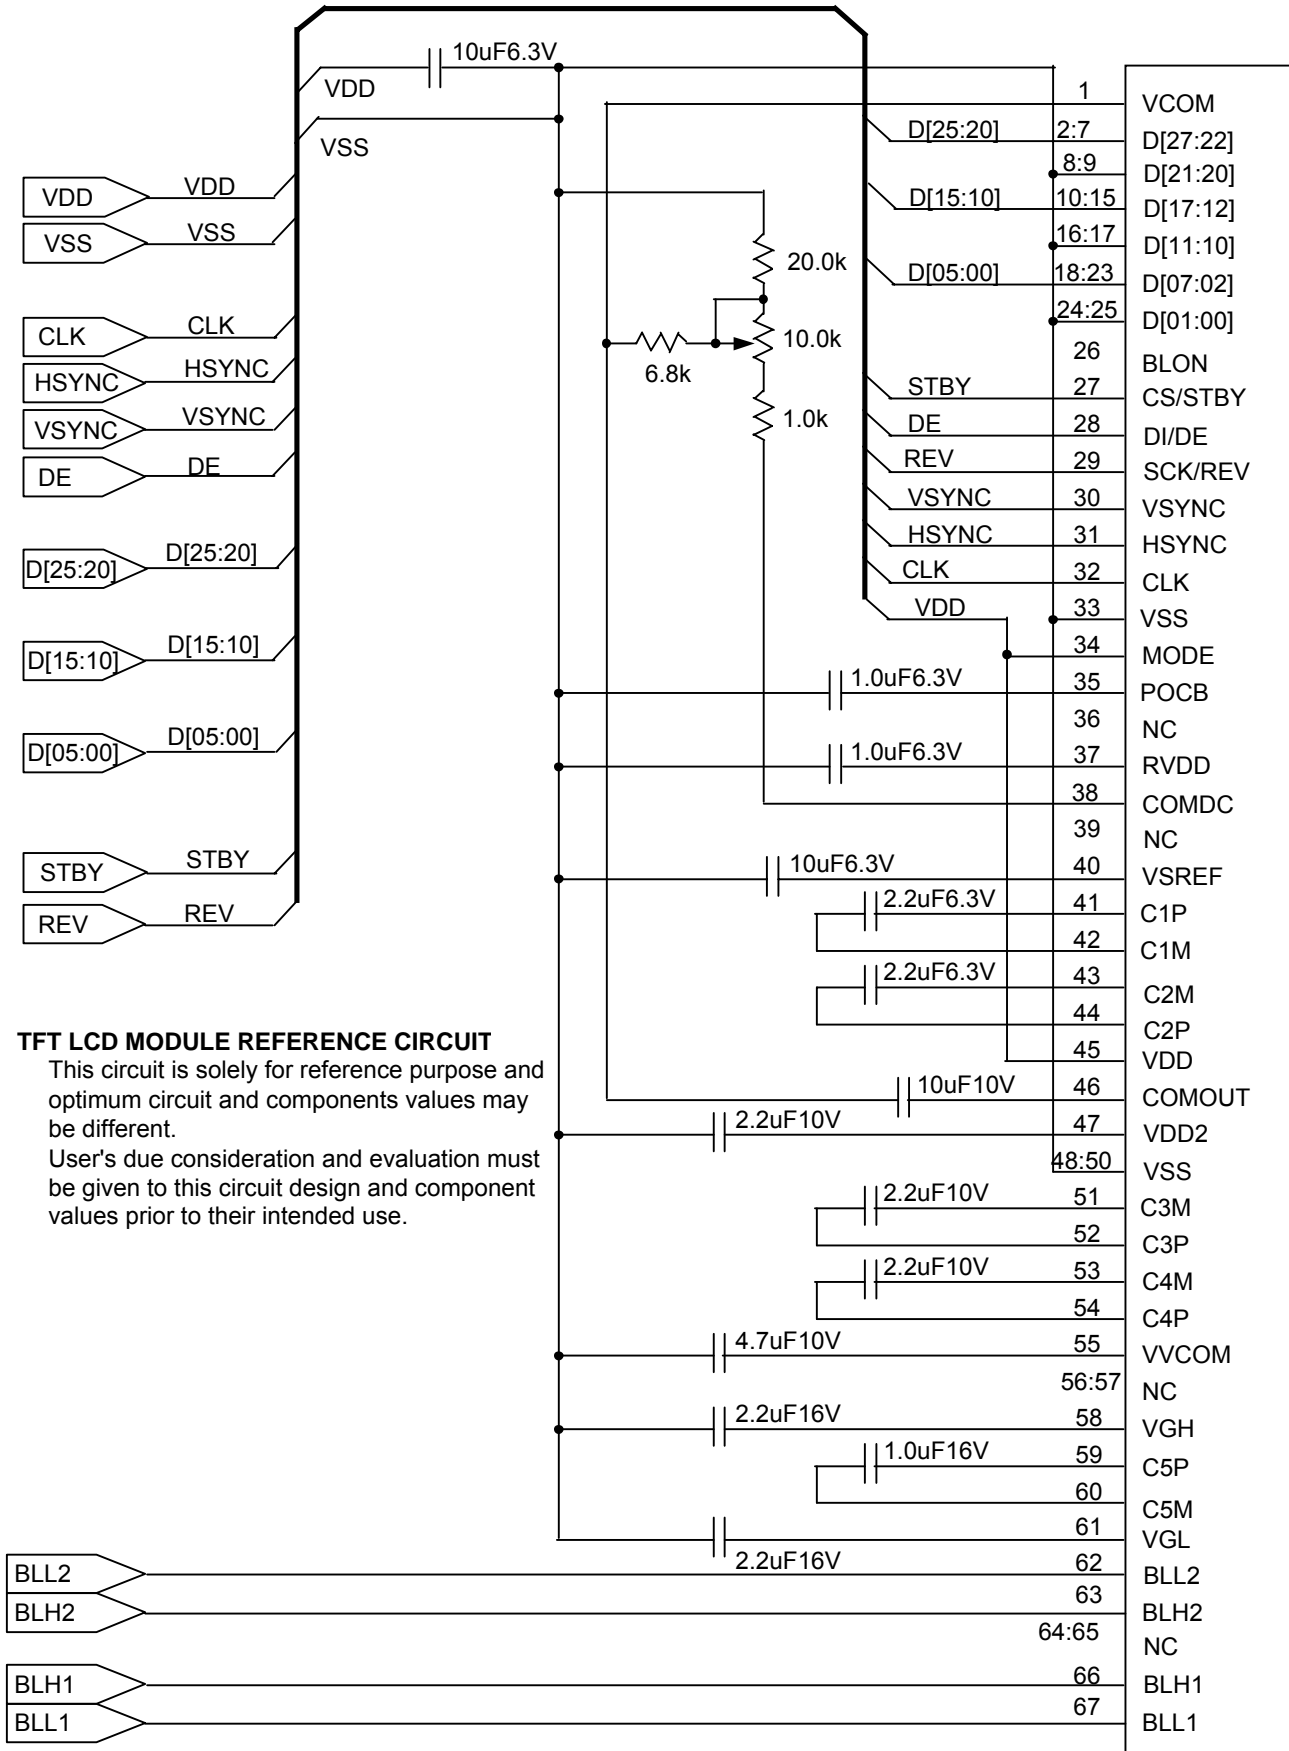 10uF6.3V
VDD
VSS
VDD VDD
VSS VSS
CLK CLK
HSYNC HSYNC
VSYNC VSYNC
DE DE
D[25:20] D[25:20]
D[15:10] D[15:10]
D[05:00] D[05:00]
STBY STBY
REV REV
20.0k
10.0k
6.8k
1.0k
1 VCOM
D[25:20] 2:7 D[27:22]
8:9 D[21:20]
D[15:10] 10:15 D[17:12]
16:17 D[11:10]
D[05:00] 18:23 D[07:02]
24:25 D[01:00]
26 BLON
STBY 27 CS/STBY
DE 28 DI/DE
REV 29 SCK/REV
VSYNC 30 VSYNC
HSYNC 31 HSYNC
CLK 32 CLK
VDD 33 VSS
34 MODE
1.0uF6.3V 35 POCB
36 NC
1.0uF6.3V 37 RVDD
38 COMDC
39 NC
10uF6.3V 40 VSREF
2.2uF6.3V 41 C1P
42 C1M
2.2uF6.3V 43 C2M
44 C2P
45 VDD
10uF10V 46 COMOUT
2.2uF10V 47 VDD2
48:50 VSS
2.2uF10V 51 C3M
52 C3P
2.2uF10V 53 C4M
54 C4P
4.7uF10V 55 VVCOM
56:57 NC
2.2uF16V 58 VGH
1.0uF16V 59 C5P
60 C5M
61 VGL
2.2uF16V
BLL2 62 BLL2
BLH2 63 BLH2
64:65 NC
BLH1 66 BLH1
BLL1 67 BLL1
TFT LCD MODULE REFERENCE CIRCUIT
This circuit is solely for reference purpose and
optimum circuit and components values may
be different.
User's due consideration and evaluation must
be given to this circuit design and component
values prior to their intended use.